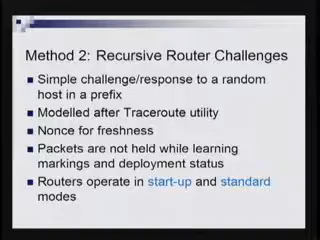 Method 2: Recursive Router Challenges
Simple challenge/response to a random
host in a prefix
Modelled after Traceroute utility
Nonce for freshness
Packets are not held while learning
markings and deployment status
Routers operate in start-up and standard
modes